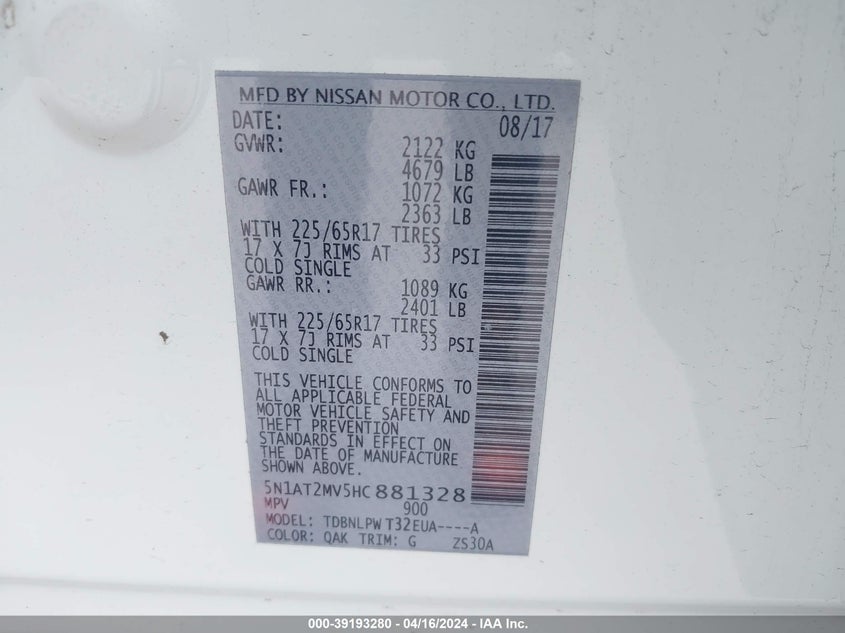 MFD BY NISSAN MOTOR CO., LTD.
DATE: 08/17
GVWR: 2122 KG
4679 LB
GAWR FR.: 1072 KG
2363 LB
WITH 225/65R17 TIRES
17 X 7J RIMS AT 33 PSI
COLD SINGLE
GAWR RR.: 1089 KG
2401 LB
WITH 225/65R17 TIRES
17 X 7J RIMS AT 33 PSI
COLD SINGLE
THIS VEHICLE CONFORMS TO
ALL APPLICABLE FEDERAL
MOTOR VEHICLE SAFETY AND
THEFT PREVENTION
STANDARDS IN EFFECT ON
THE DATE OF MANUFACTURE
SHOWN ABOVE.
5N1AT2MV5HC881328
MPV 900
MODEL: TDBNLPW T32EUA----A
COLOR: QAK TRIM: G ZS30A
000-39193280 - 04/16/2024 - IAA Inc.